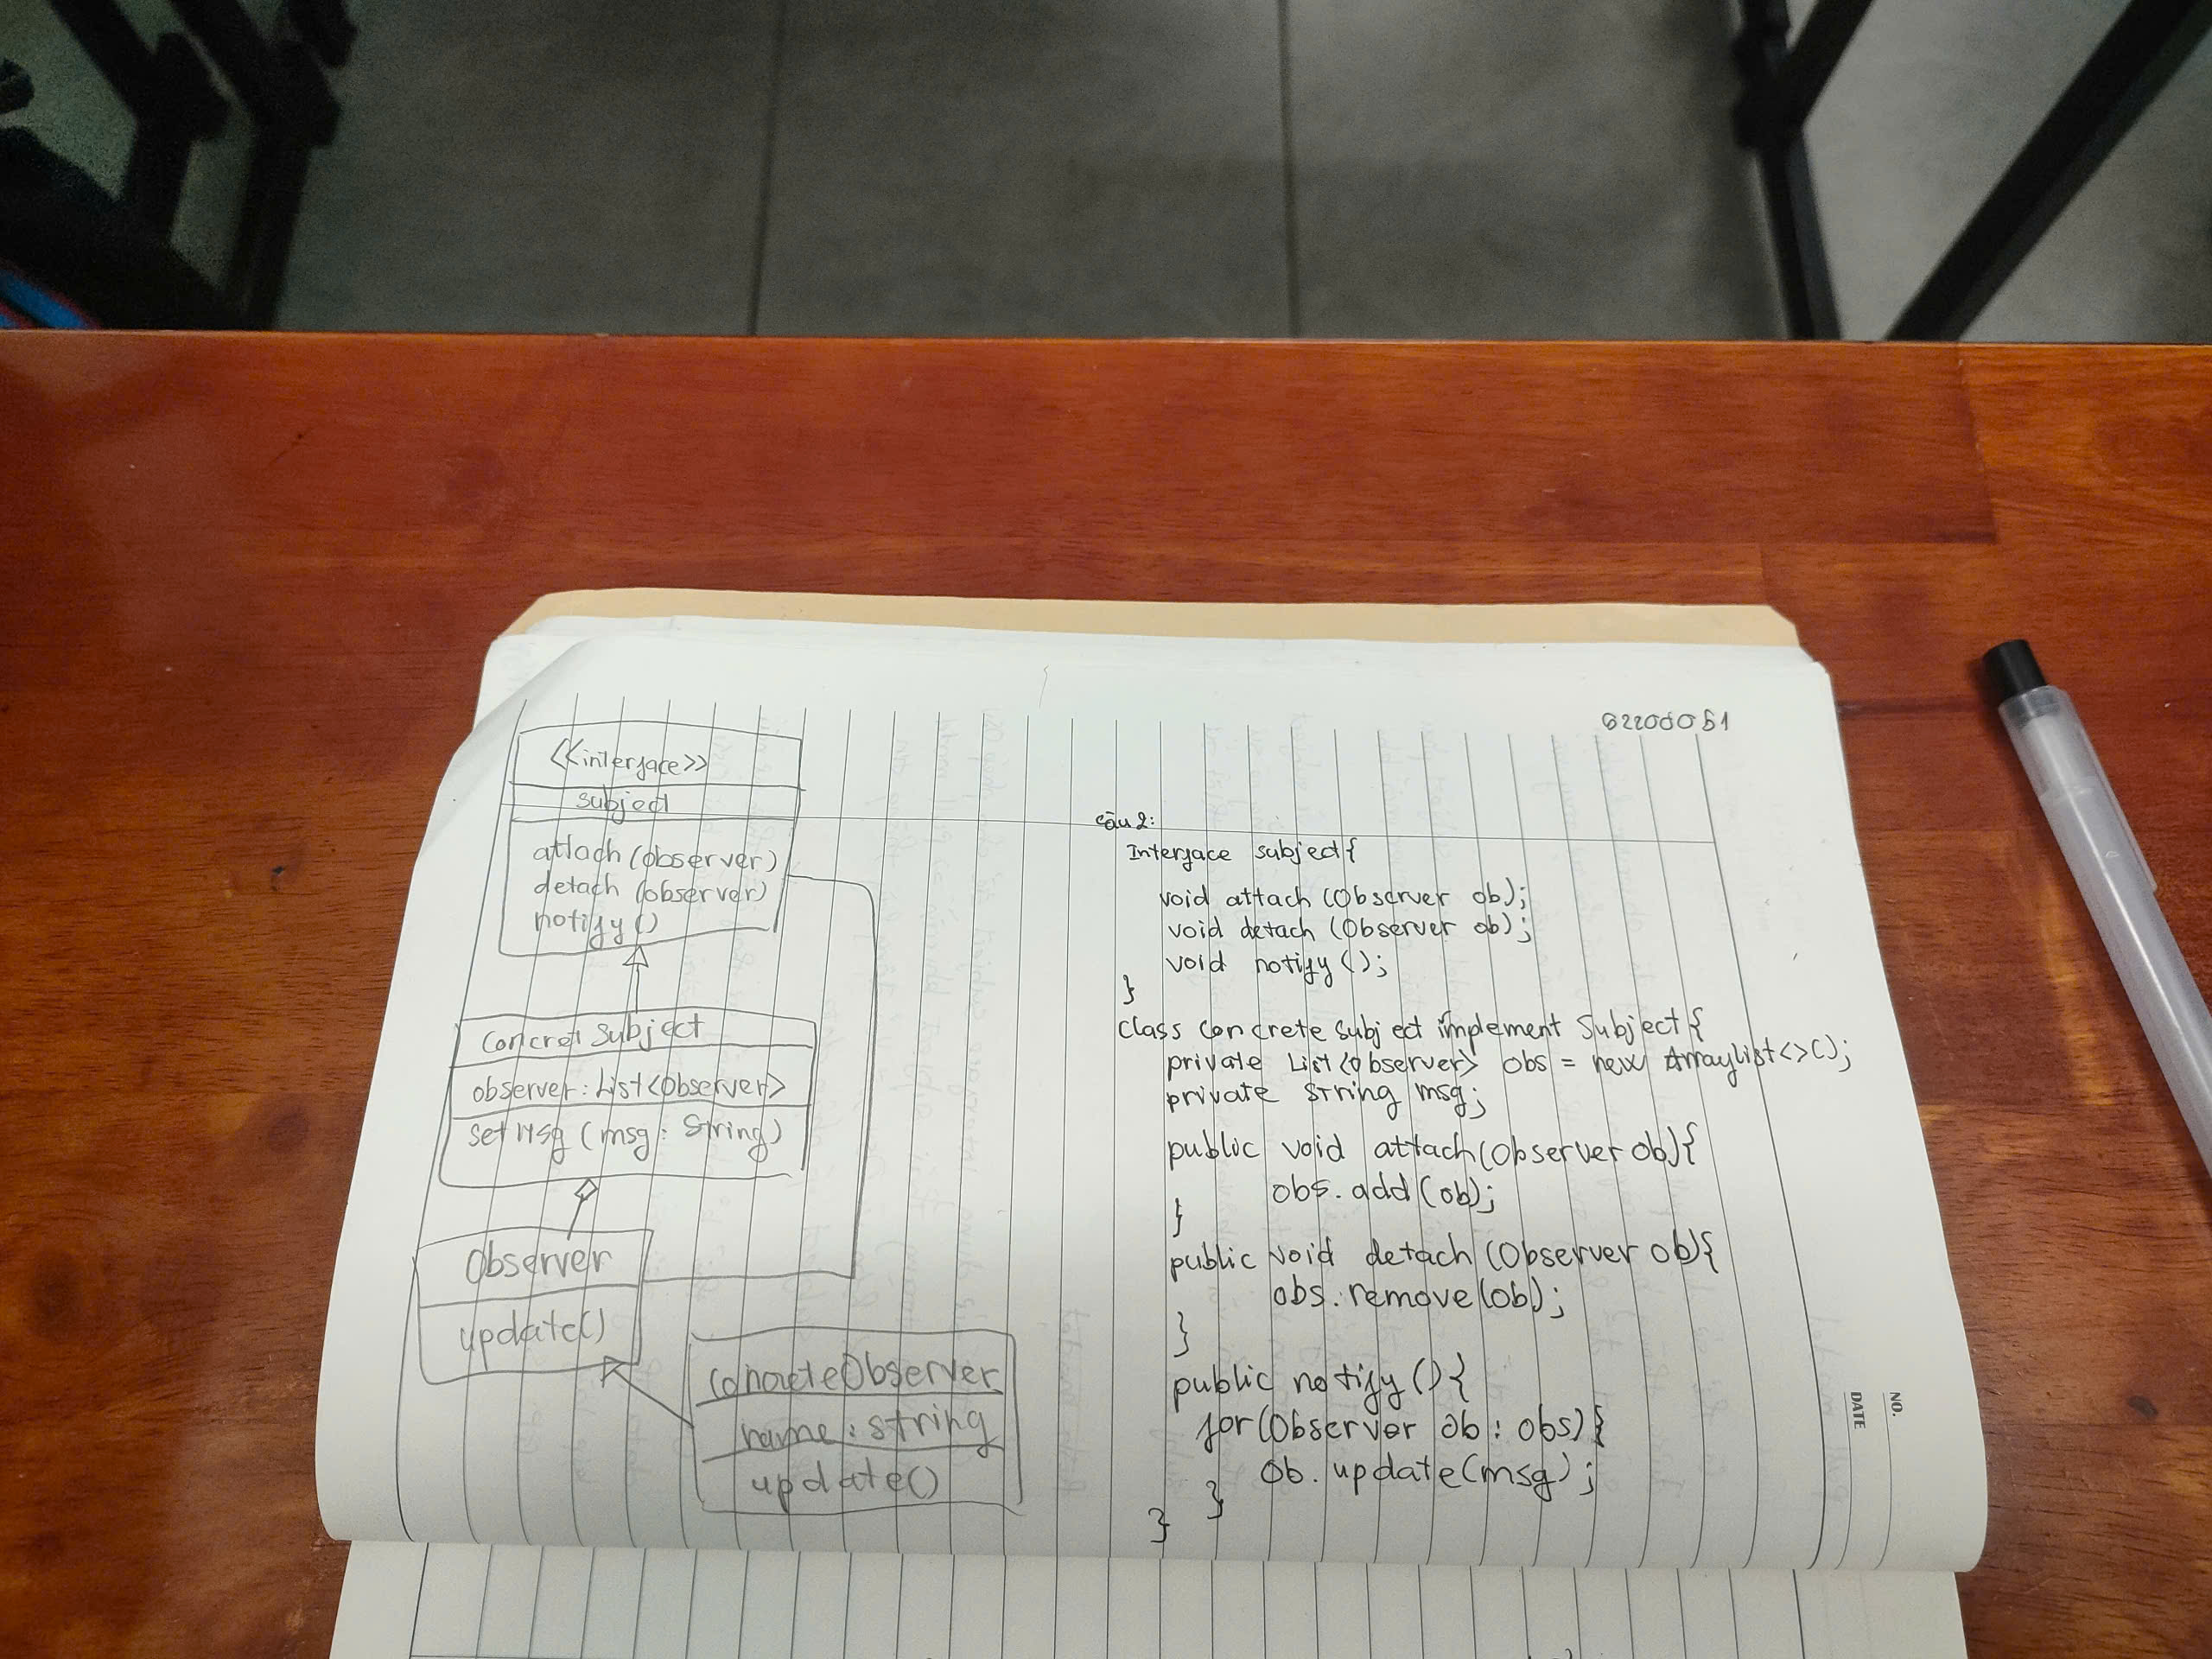 <<interface>>
subject
attach (observer)
detach (observer)
notify ()
Concret Subject
observer: List<Observer>
Set Msg (msg: String)
Observer
update()
ConcreteObserver
name: string
update()
62200051
Câu 2:
Interface subject{
void attach (Observer ob);
void detach (Observer ob);
void notify ();
}
Class Concrete Subject implement Subject {
private List<Observer> obs = new ArrayList<>();
private String msg;
public void attach(Observer ob){
obs.add(ob);
}
public void detach (Observer ob){
obs.remove(ob);
}
public notify (){
for(Observer ob: obs){
ob.update(msg);
}
}
NO.
DATE